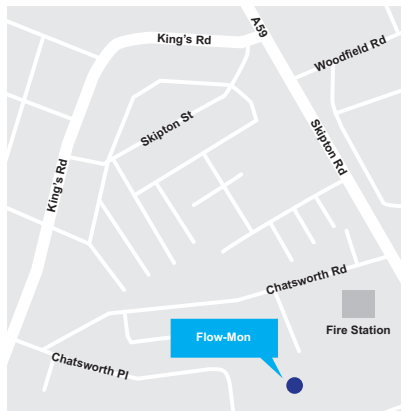 King's Rd
A59
Woodfield Rd
Skipton St
Skipton Rd
King's Rd
Chatsworth Rd
Fire Station
Flow-Mon
Chatsworth Pl